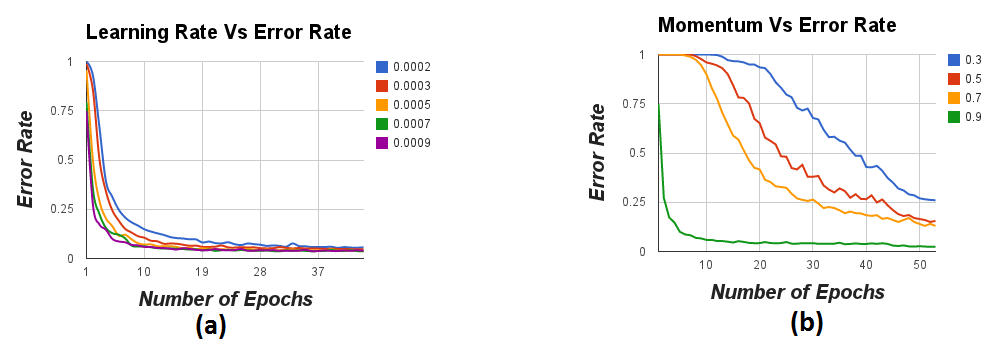 Learning Rate Vs Error Rate
Error Rate
1
0.75
0.5
0.25
0
1 10 19 28 37
Number of Epochs
0.0002
0.0003
0.0005
0.0007
0.0009
(a)
Momentum Vs Error Rate
Error Rate
1
0.75
0.5
0.25
0
10 20 30 40 50
Number of Epochs
0.3
0.5
0.7
0.9
(b)